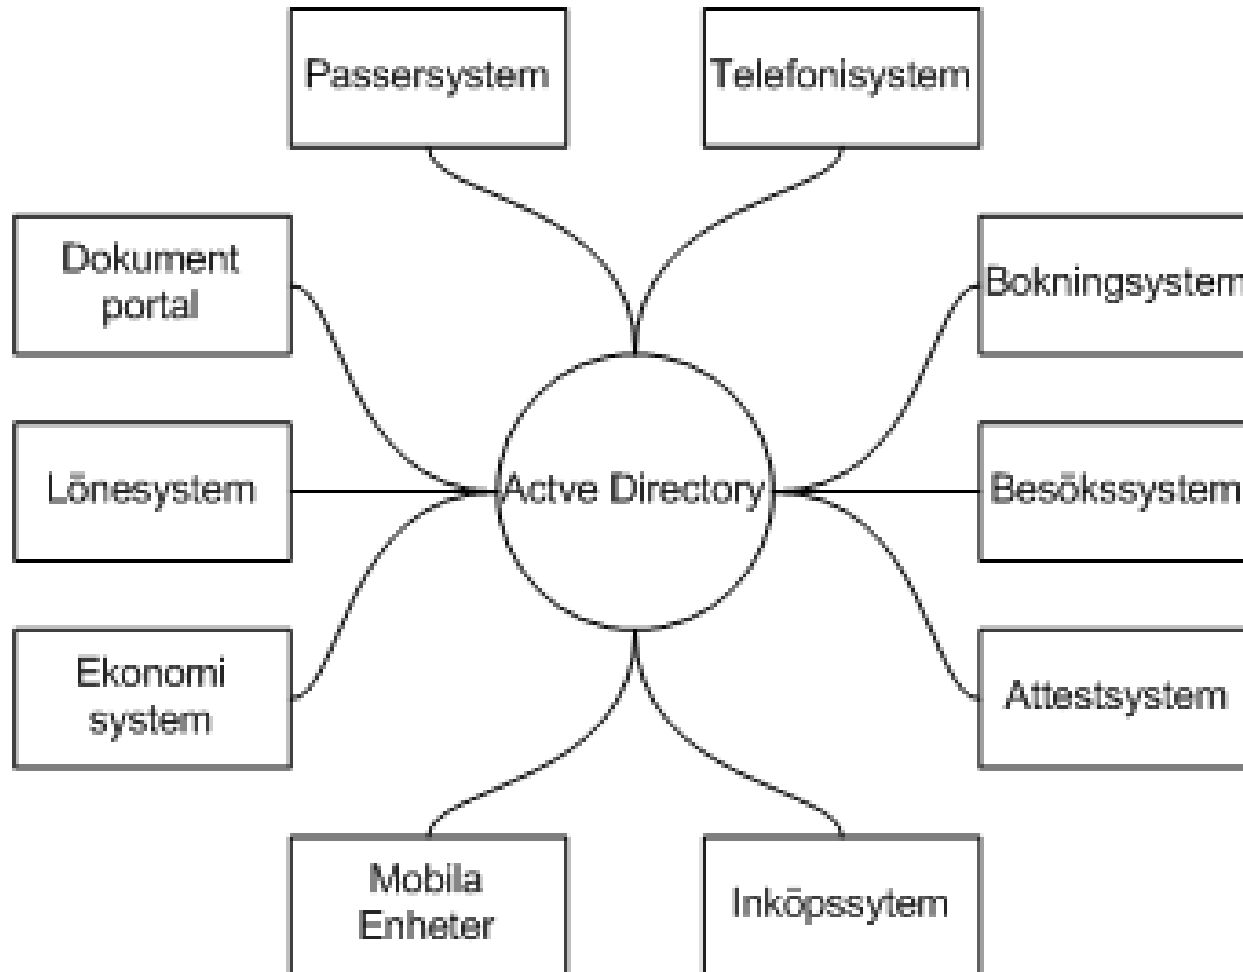 Passersystem
Telefonisystem
Dokument
portal
Bokningsystem
Lönesystem
Actve Directory
Besökssystem
Ekonomi
system
Attestsystem
Mobila
Enheter
Inköpssytem